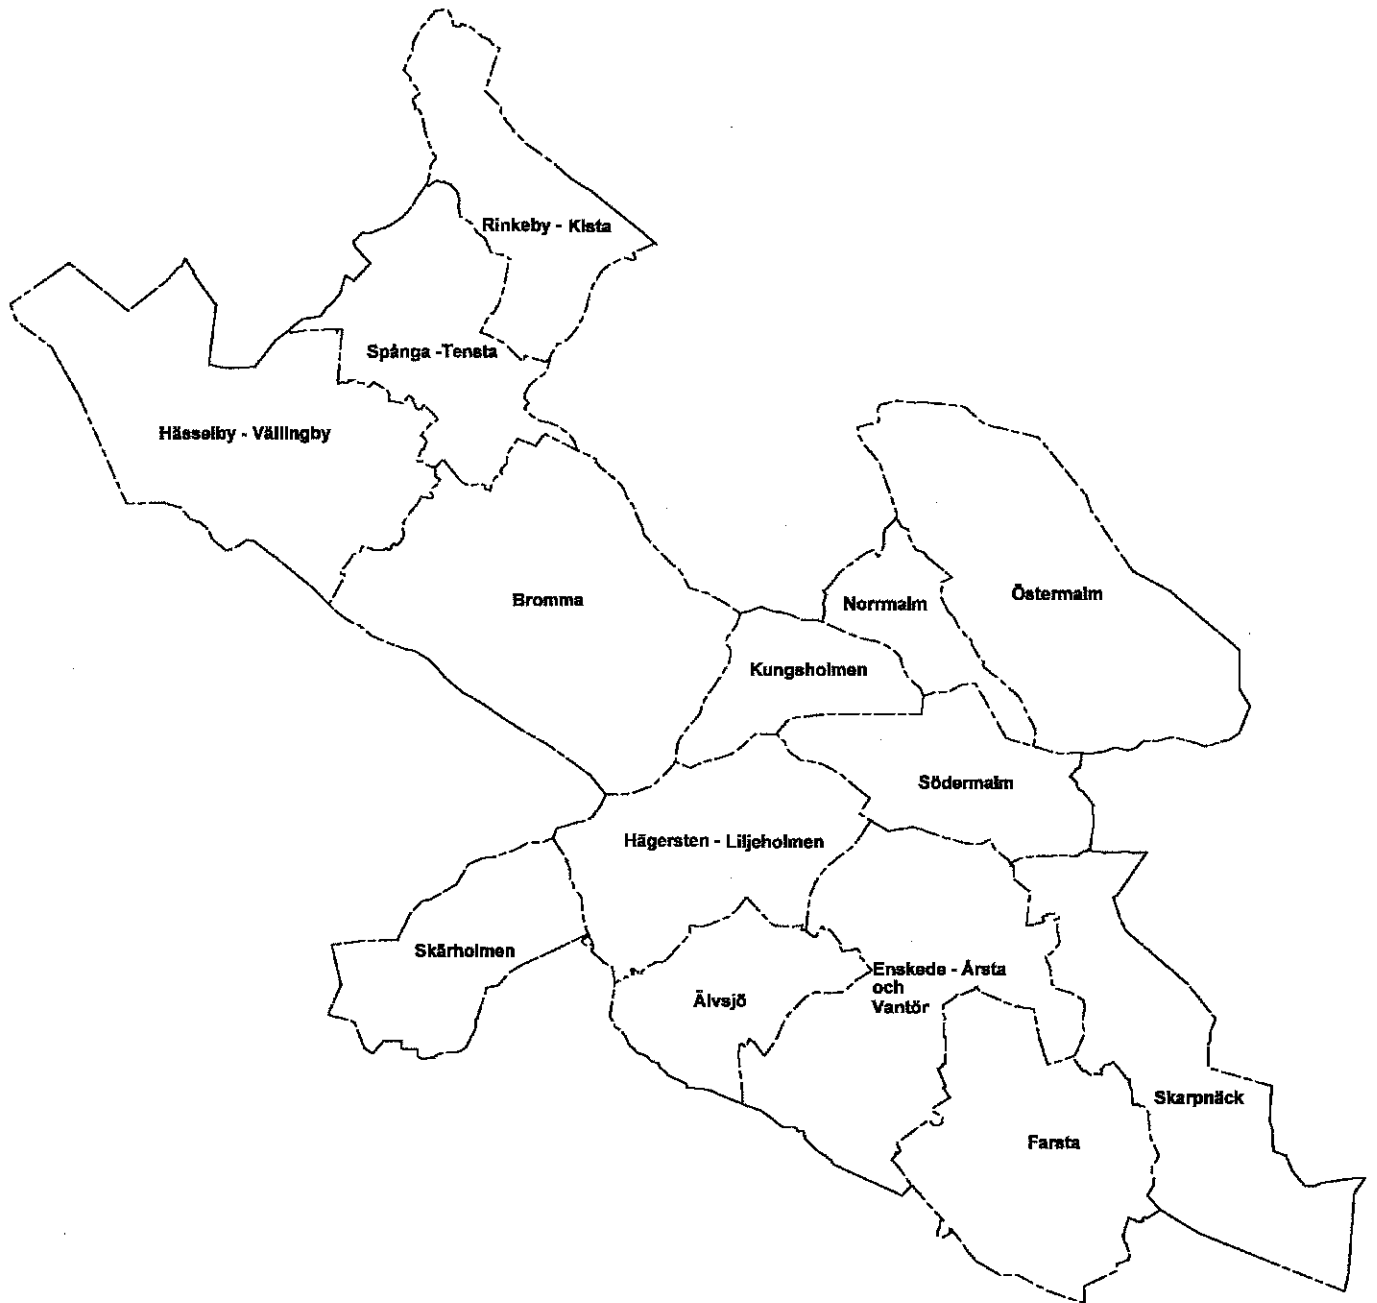 Rinkeby - Kista
Spånga -Tensta
Hässelby - Vällingby
Bromma
Norrmalm
Östermalm
Kungsholmen
Södermalm
Hägersten - Liljeholmen
Skärholmen
Älvsjö
Enskede - Årsta
och
Vantör
Skarpnäck
Farsta